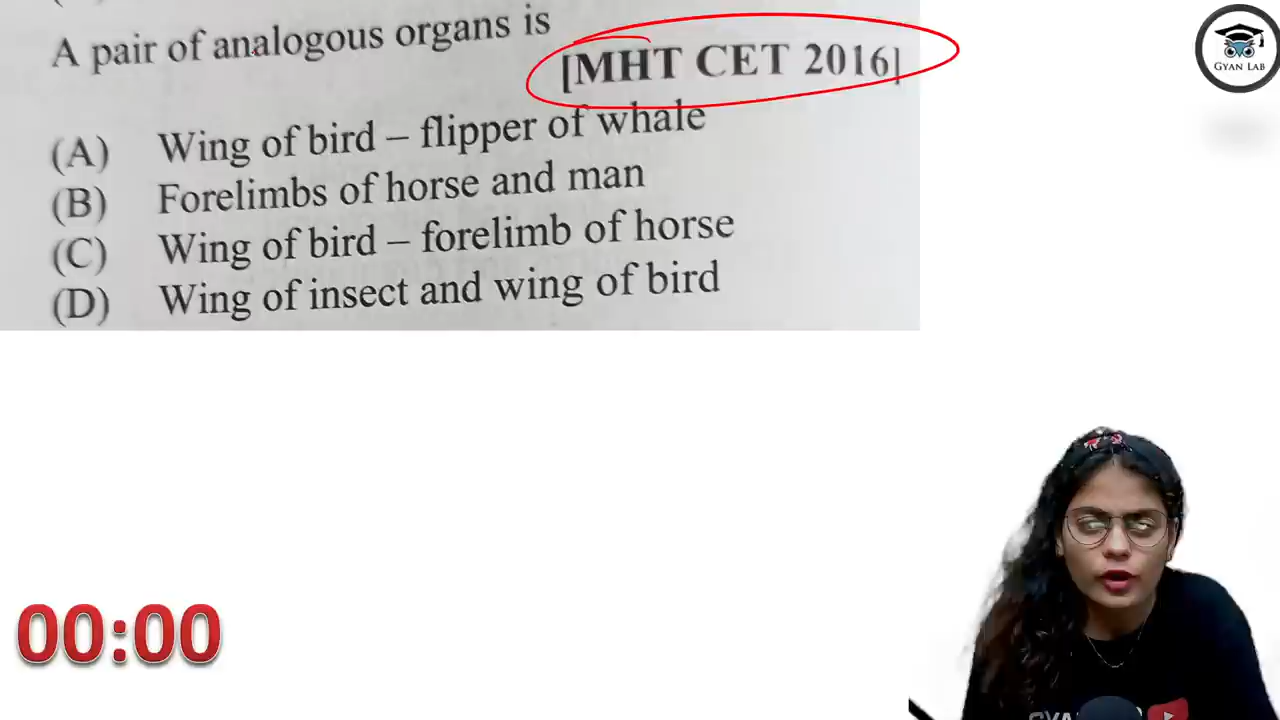 A pair of analogous organs is
[MHT CET 2016]
(A) Wing of bird – flipper of whale
(B) Forelimbs of horse and man
(C) Wing of bird – forelimb of horse
(D) Wing of insect and wing of bird
GYAN LAB
00:00